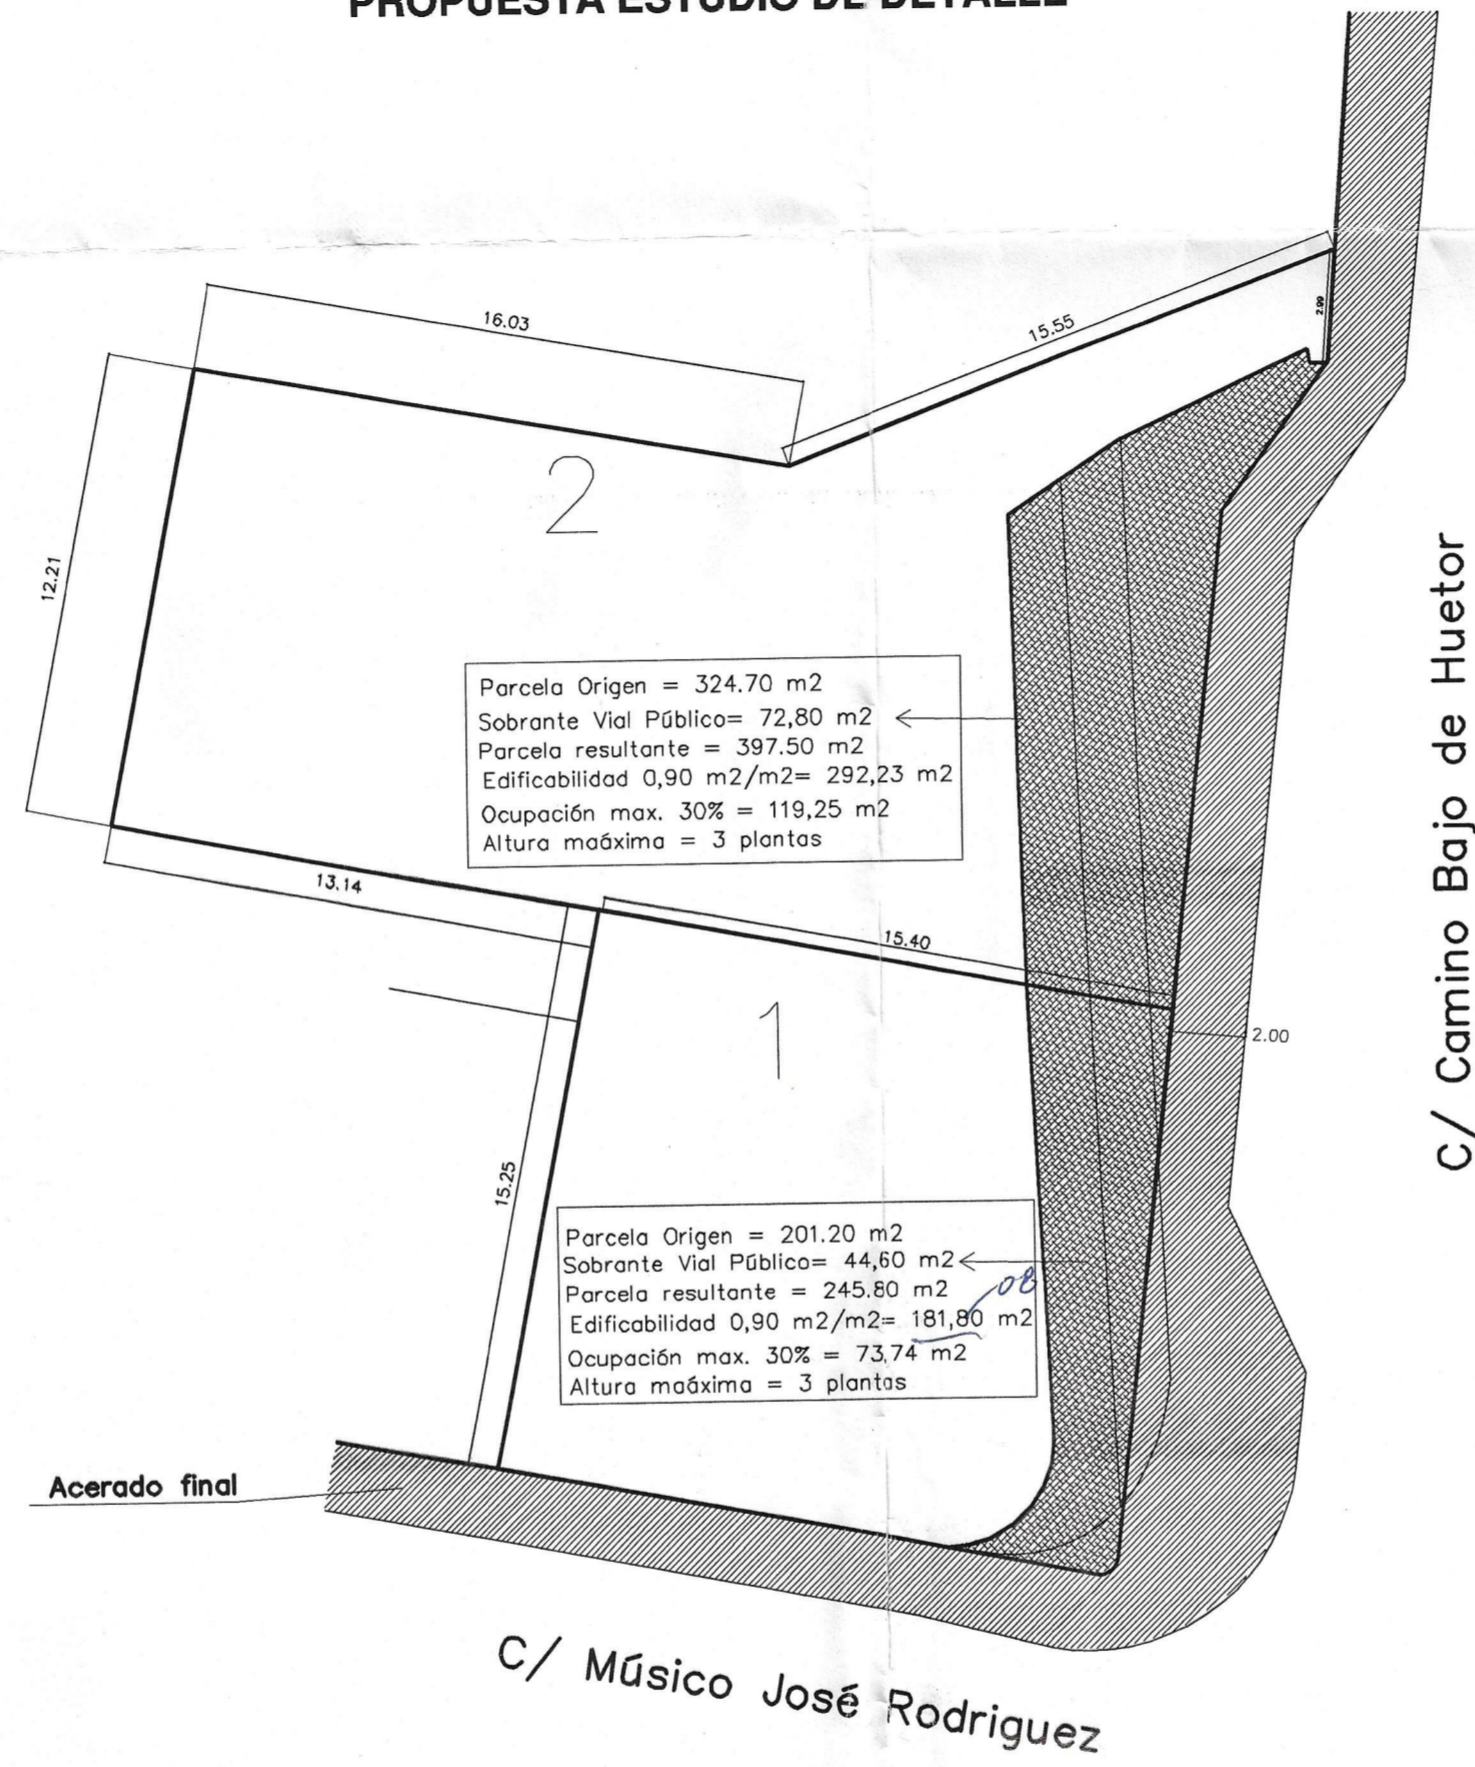 PROPUESTA ESTUDIO DE DETALLE
16.03
15.55
2.99
12.21
2
Parcela Origen = 324.70 m2
Sobrante Vial Público= 72,80 m2
Parcela resultante = 397.50 m2
Edificabilidad 0,90 m2/m2= 292,23 m2
Ocupación max. 30% = 119,25 m2
Altura maáxima = 3 plantas
13.14
15.40
1
2.00
15.25
Parcela Origen = 201.20 m2
Sobrante Vial Público= 44,60 m2
Parcela resultante = 245.80 m2
08
Edificabilidad 0,90 m2/m2= 181,80 m2
Ocupación max. 30% = 73,74 m2
Altura maáxima = 3 plantas
Acerado final
C/ Camino Bajo de Huetor
C/ Músico José Rodriguez